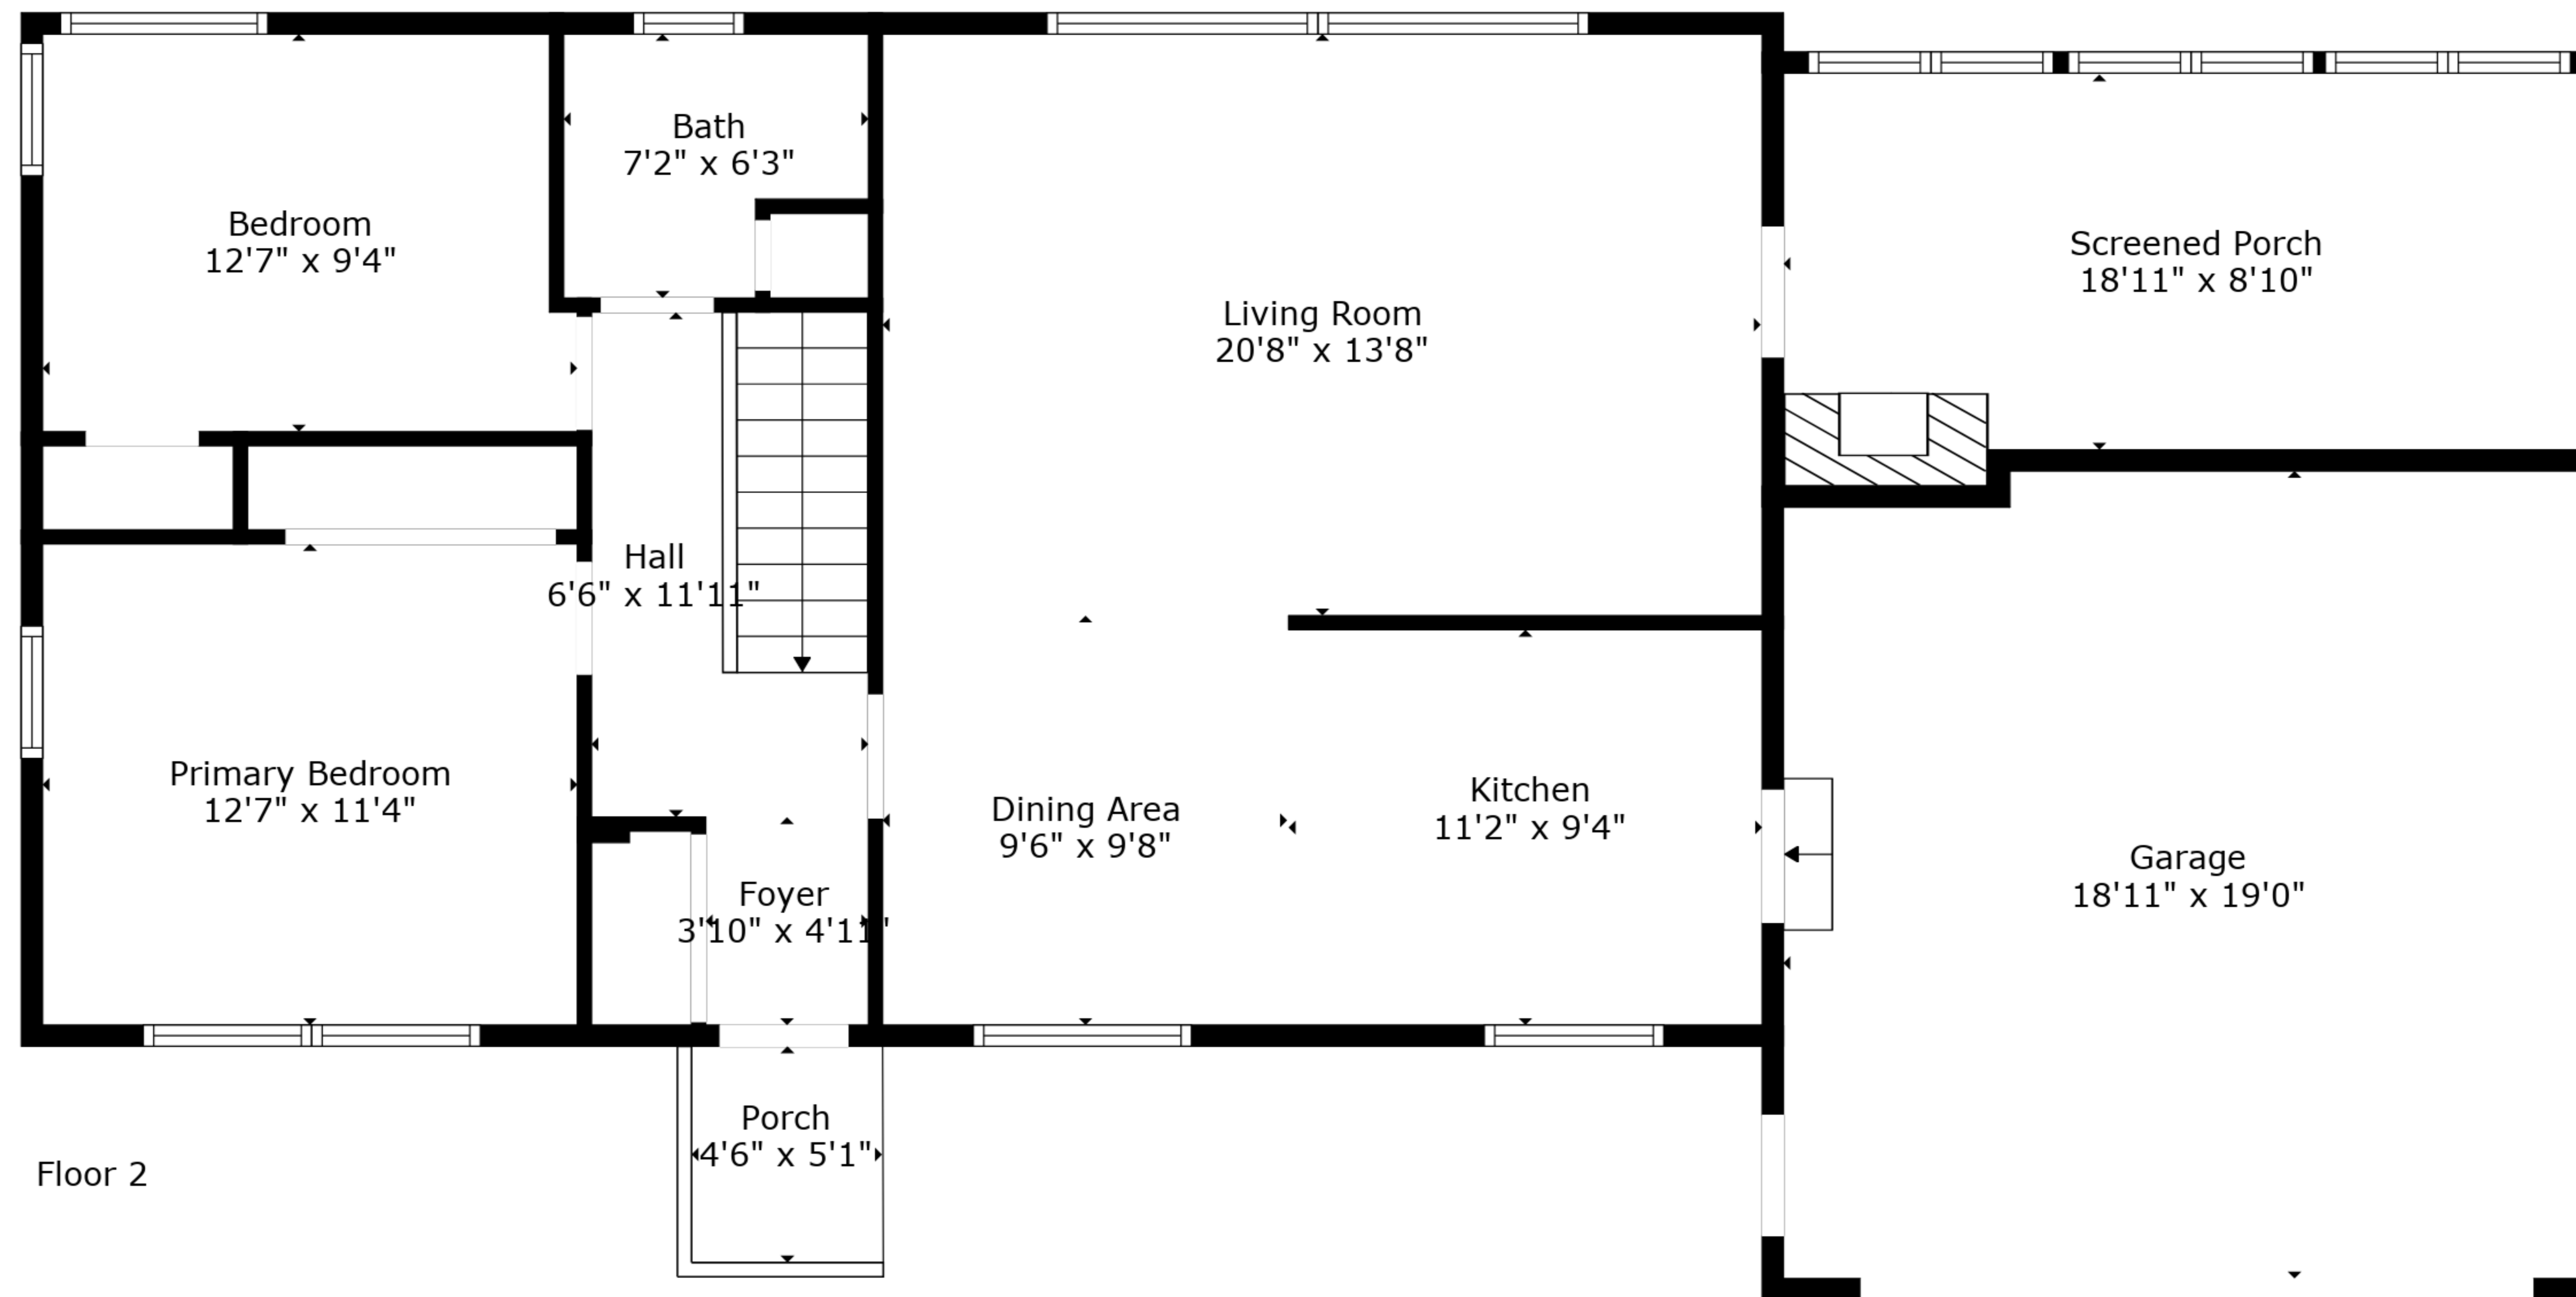 Bath
7'2" x 6'3"
Bedroom
12'7" x 9'4"
Screened Porch
18'11" x 8'10"
Living Room
20'8" x 13'8"
Hall
6'6" x 11'11"
Primary Bedroom
12'7" x 11'4"
Dining Area
9'6" x 9'8"
Kitchen
11'2" x 9'4"
Garage
18'11" x 19'0"
Foyer
3'10" x 4'11"
Porch
4'6" x 5'1"
Floor 2